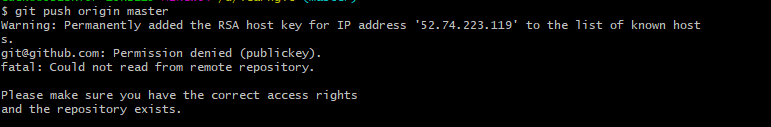 $ git push origin master
Warning: Permanently added the RSA host key for IP address '52.74.223.119' to the list of known host
s.
git@github.com: Permission denied (publickey).
fatal: Could not read from remote repository.
Please make sure you have the correct access rights
and the repository exists.